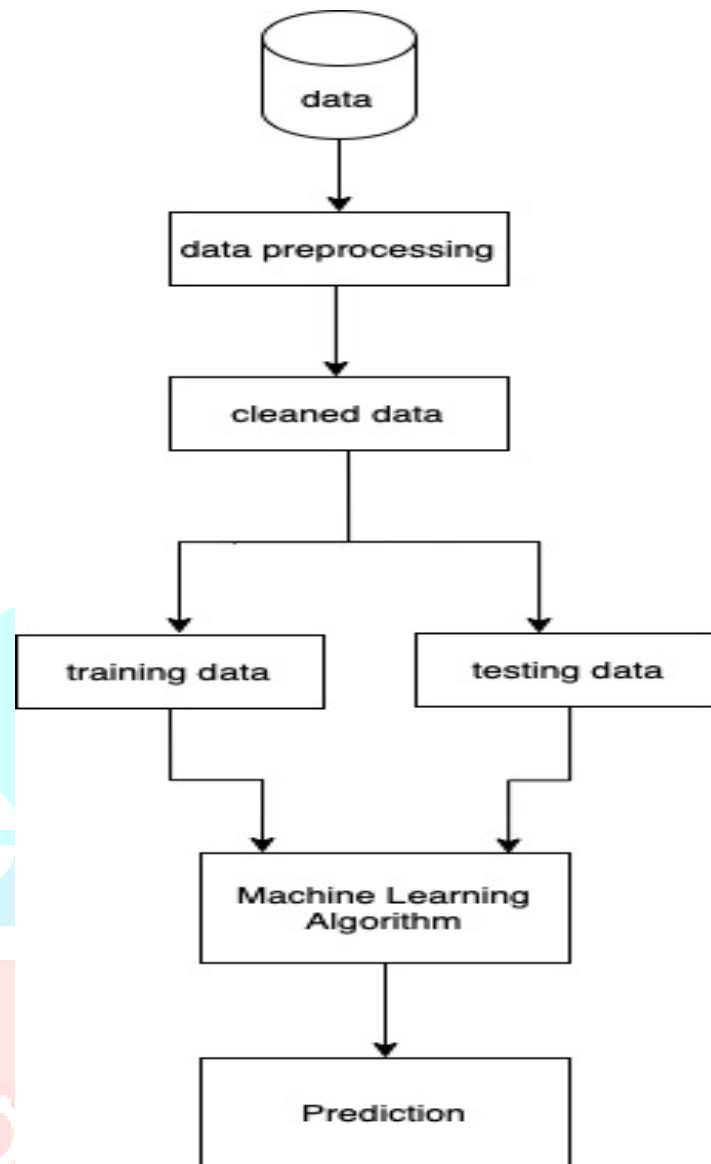 data
data preprocessing
cleaned data
training data
testing data
Machine Learning
Algorithm
Prediction